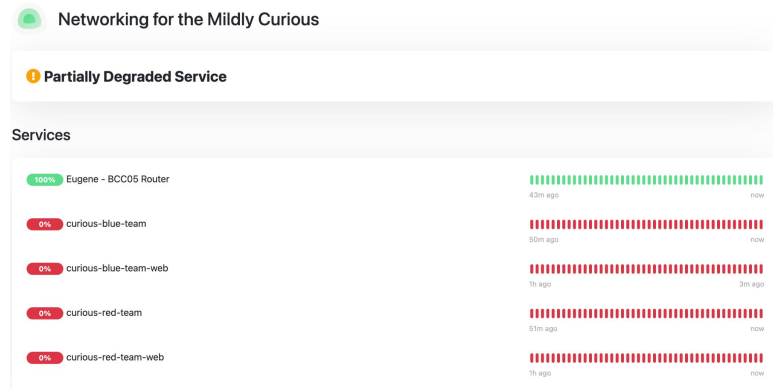 Networking for the Mildly Curious
Partially Degraded Service
Services
100% Eugene - BCC05 Router
43m ago now
0% curious-blue-team
50m ago now
0% curious-blue-team-web
1h ago 3m ago
0% curious-red-team
51m ago now
0% curious-red-team-web
1h ago now